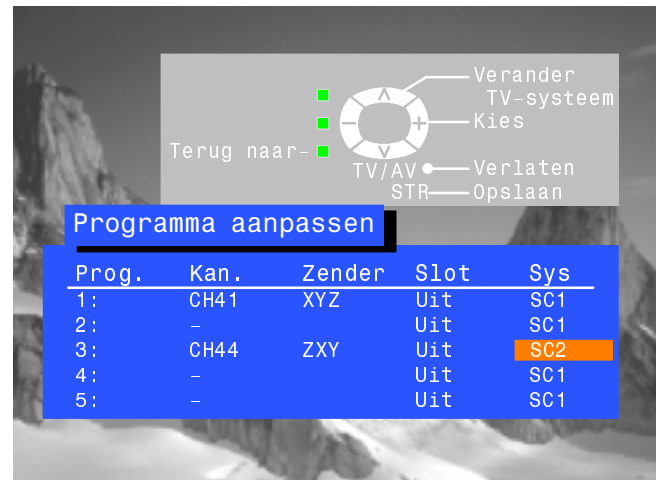 Verander
TV-systeem
Kies
Terug naar
TV/AV
Verlaten
STR
Opslaan
Programma aanpassen
Prog. Kan. Zender Slot Sys
1: CH41 XYZ Uit SC1
2: – Uit SC1
3: CH44 ZXY Uit SC2
4: – Uit SC1
5: – Uit SC1